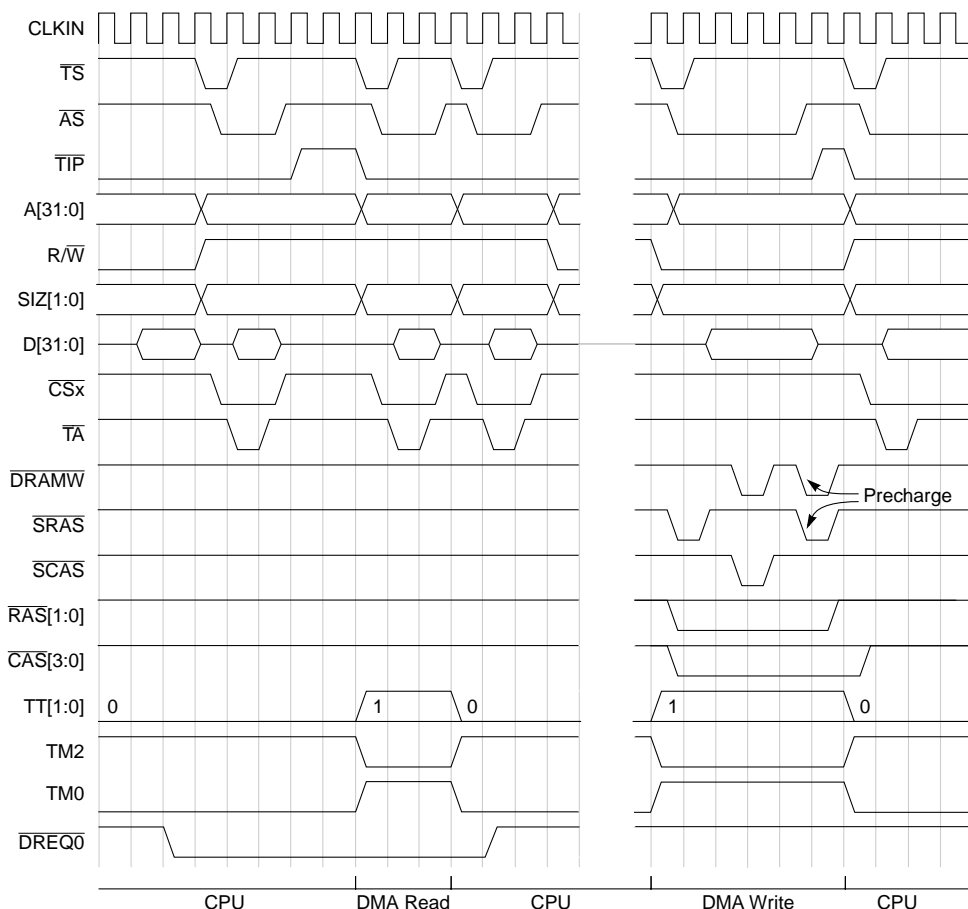 CLKIN
TS
AS
TIP
A[31:0]
R/W
SIZ[1:0]
D[31:0]
CSx
TA
DRAMW
Precharge
SRAS
SCAS
RAS[1:0]
CAS[3:0]
TT[1:0] 0 1 0 1 0
TM2
TM0
DREQ0
CPU DMA Read CPU DMA Write CPU